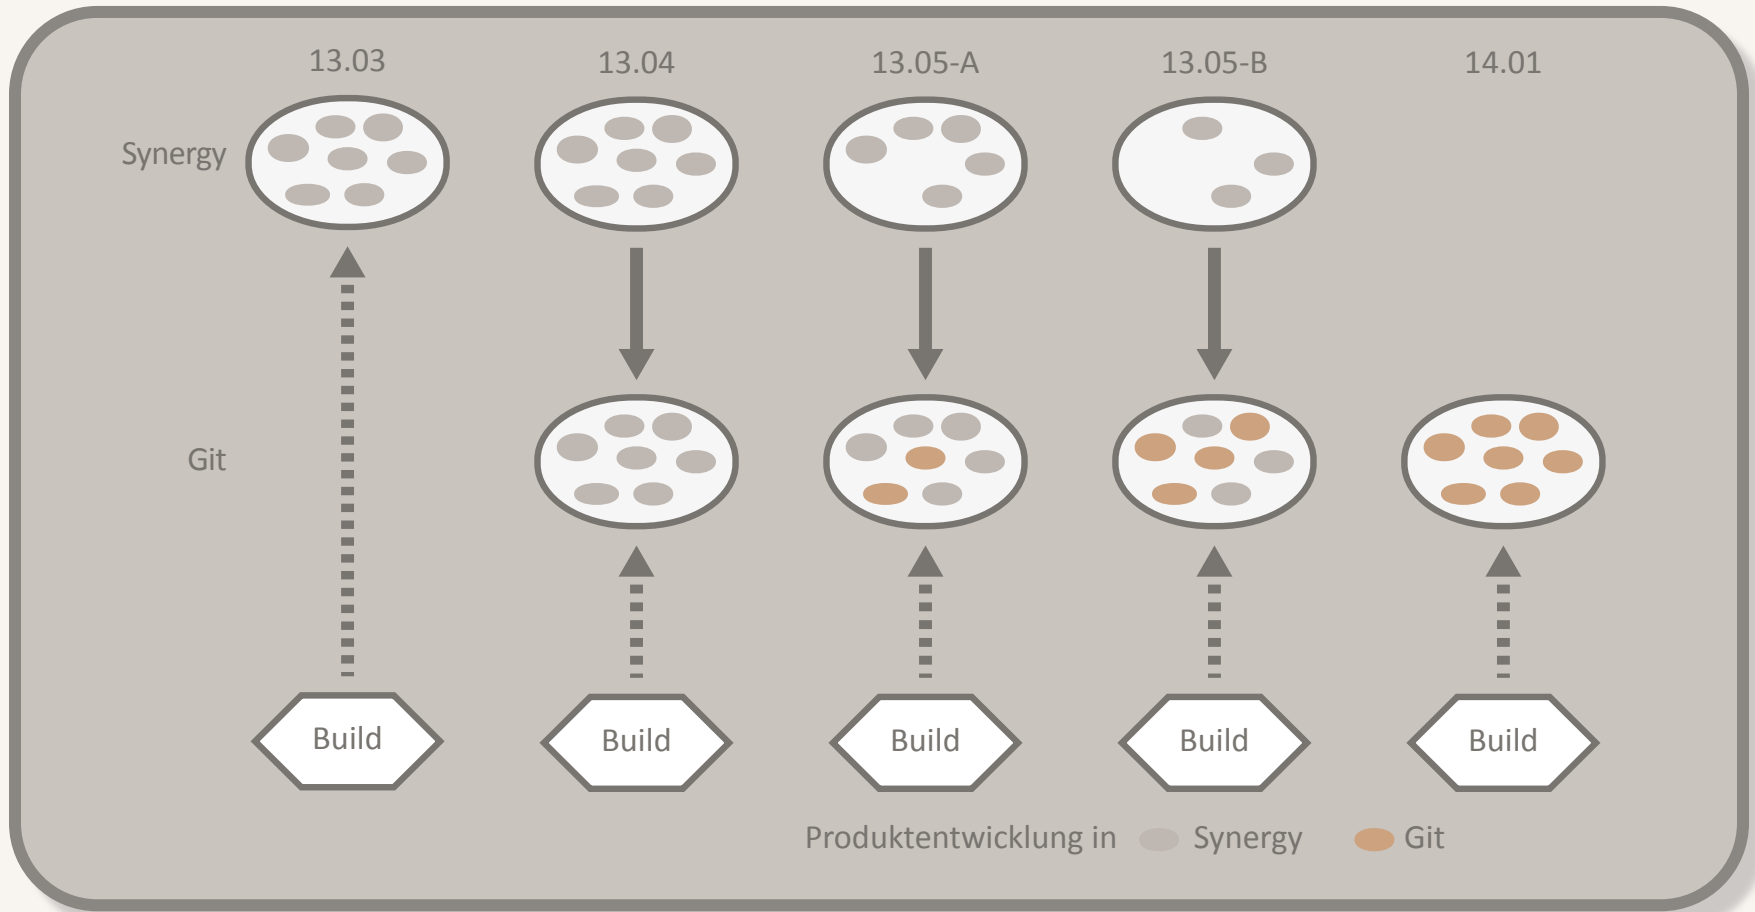 13.03 13.04 13.05-A 13.05-B 14.01
Synergy
Git
Build Build Build Build Build
Produktentwicklung in Synergy Git